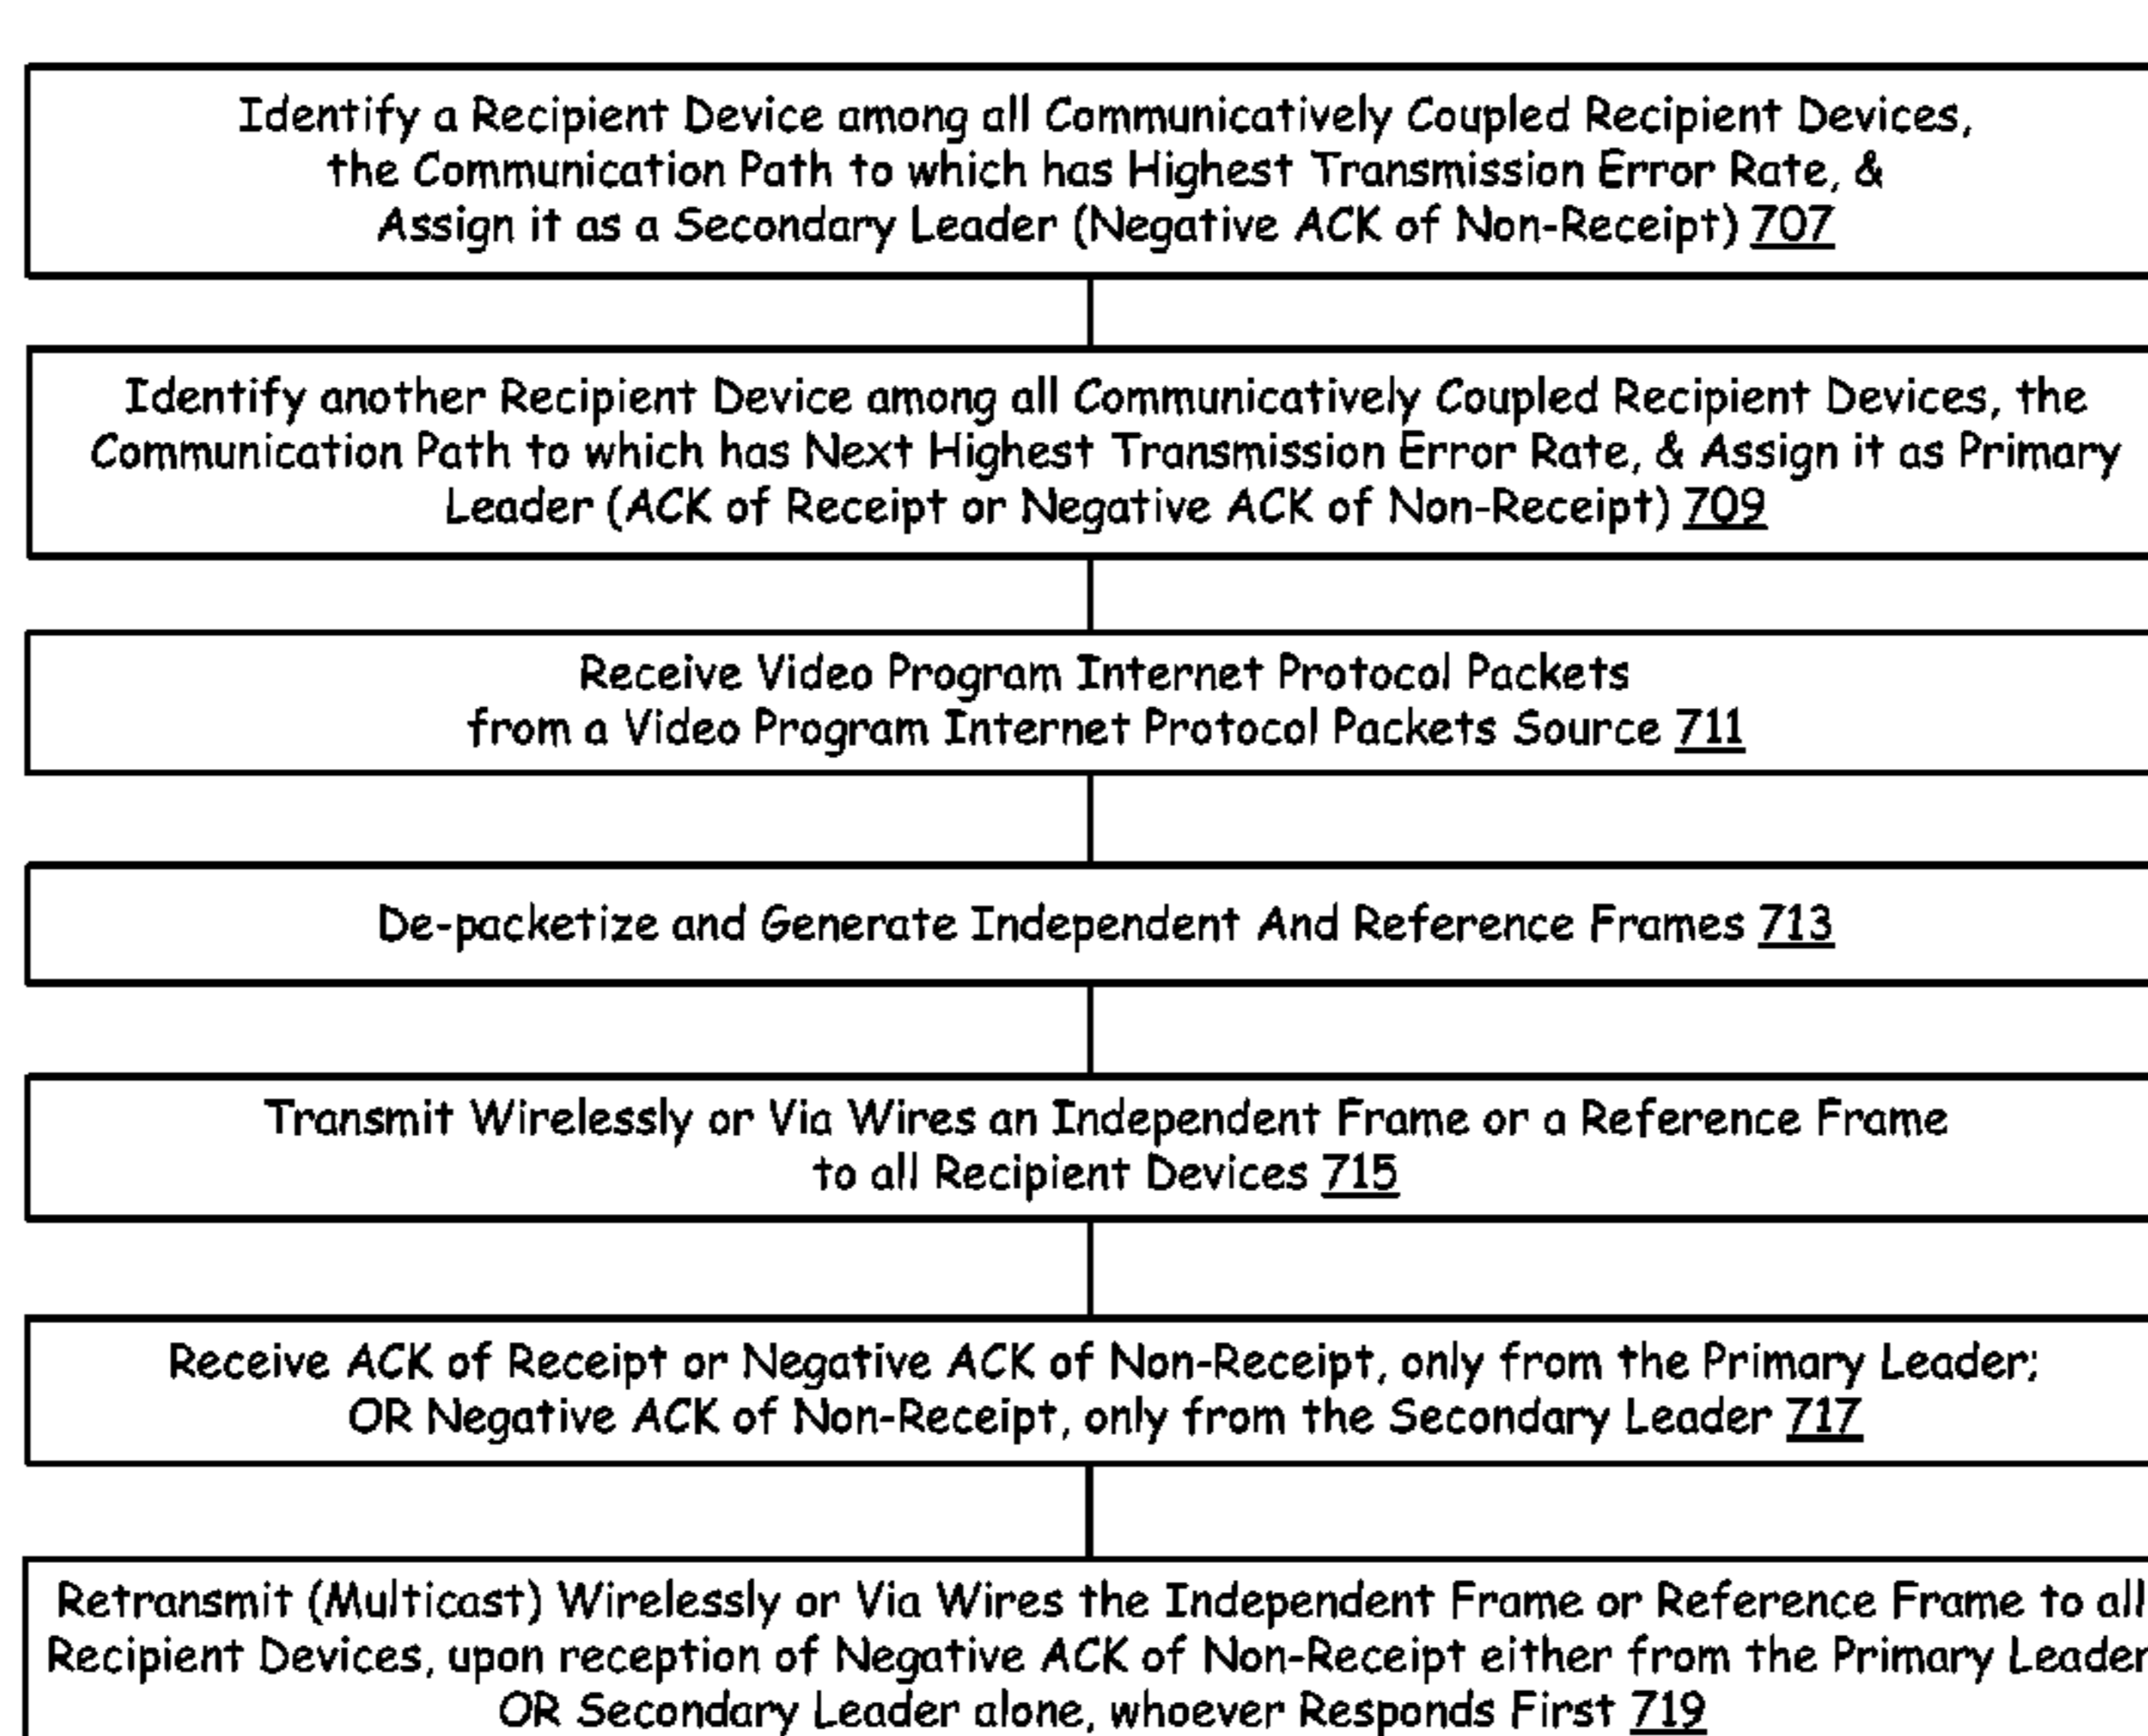 Identify a Recipient Device among all Communicatively Coupled Recipient Devices,
the Communication Path to which has Highest Transmission Error Rate, &
Assign it as a Secondary Leader (Negative ACK of Non-Receipt) 707
Identify another Recipient Device among all Communicatively Coupled Recipient Devices, the
Communication Path to which has Next Highest Transmission Error Rate, & Assign it as Primary
Leader (ACK of Receipt or Negative ACK of Non-Receipt) 709
Receive Video Program Internet Protocol Packets
from a Video Program Internet Protocol Packets Source 711
De-packetize and Generate Independent And Reference Frames 713
Transmit Wirelessly or Via Wires an Independent Frame or a Reference Frame
to all Recipient Devices 715
Receive ACK of Receipt or Negative ACK of Non-Receipt, only from the Primary Leader;
OR Negative ACK of Non-Receipt, only from the Secondary Leader 717
Retransmit (Multicast) Wirelessly or Via Wires the Independent Frame or Reference Frame to all
Recipient Devices, upon reception of Negative ACK of Non-Receipt either from the Primary Leader
OR Secondary Leader alone, whoever Responds First 719